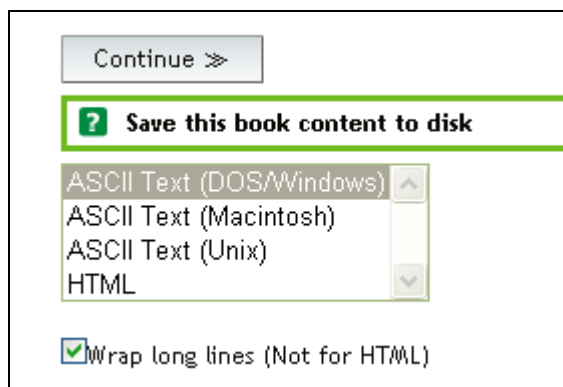 Continue ≫
? Save this book content to disk
ASCII Text (DOS/Windows)
ASCII Text (Macintosh)
ASCII Text (Unix)
HTML
Wrap long lines (Not for HTML)